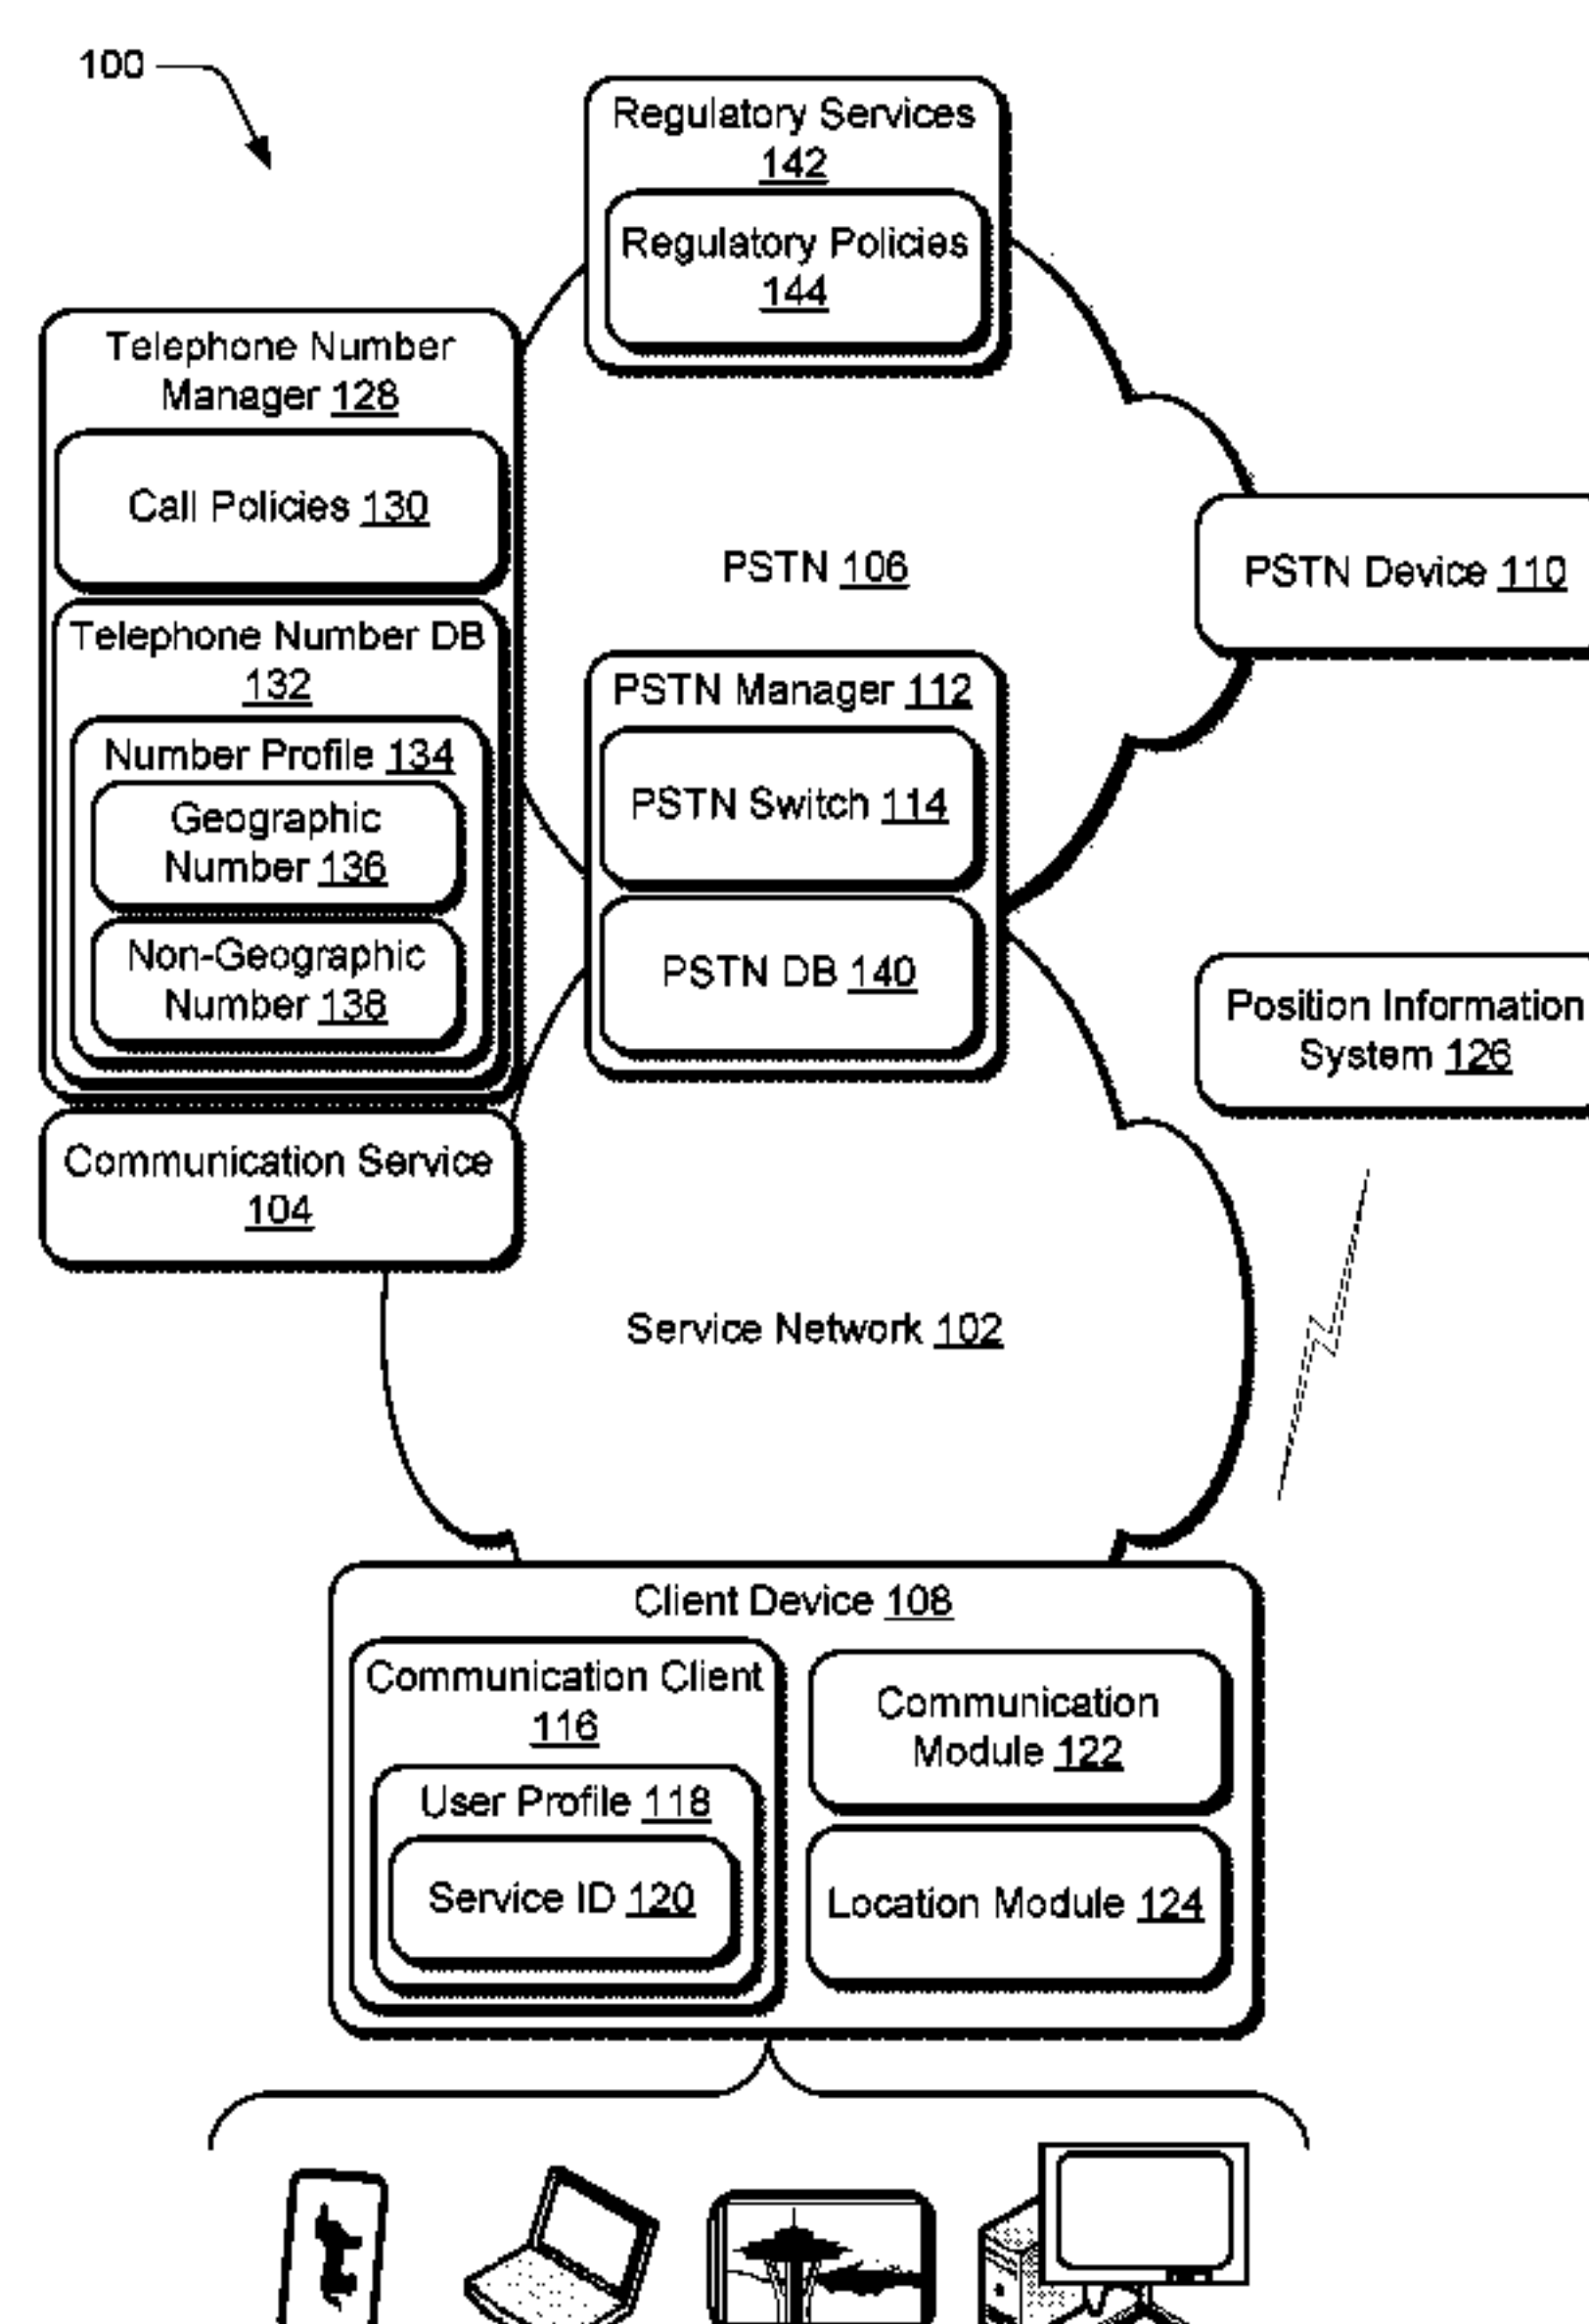 100
Regulatory Services
142
Regulatory Policies
144
Telephone Number
Manager 128
Call Policies 130
Telephone Number DB
132
Number Profile 134
Geographic
Number 136
Non-Geographic
Number 138
Communication Service
104
PSTN 106
PSTN Device 110
PSTN Manager 112
PSTN Switch 114
PSTN DB 140
Position Information
System 126
Service Network 102
Client Device 108
Communication Client
116
User Profile 118
Service ID 120
Communication
Module 122
Location Module 124